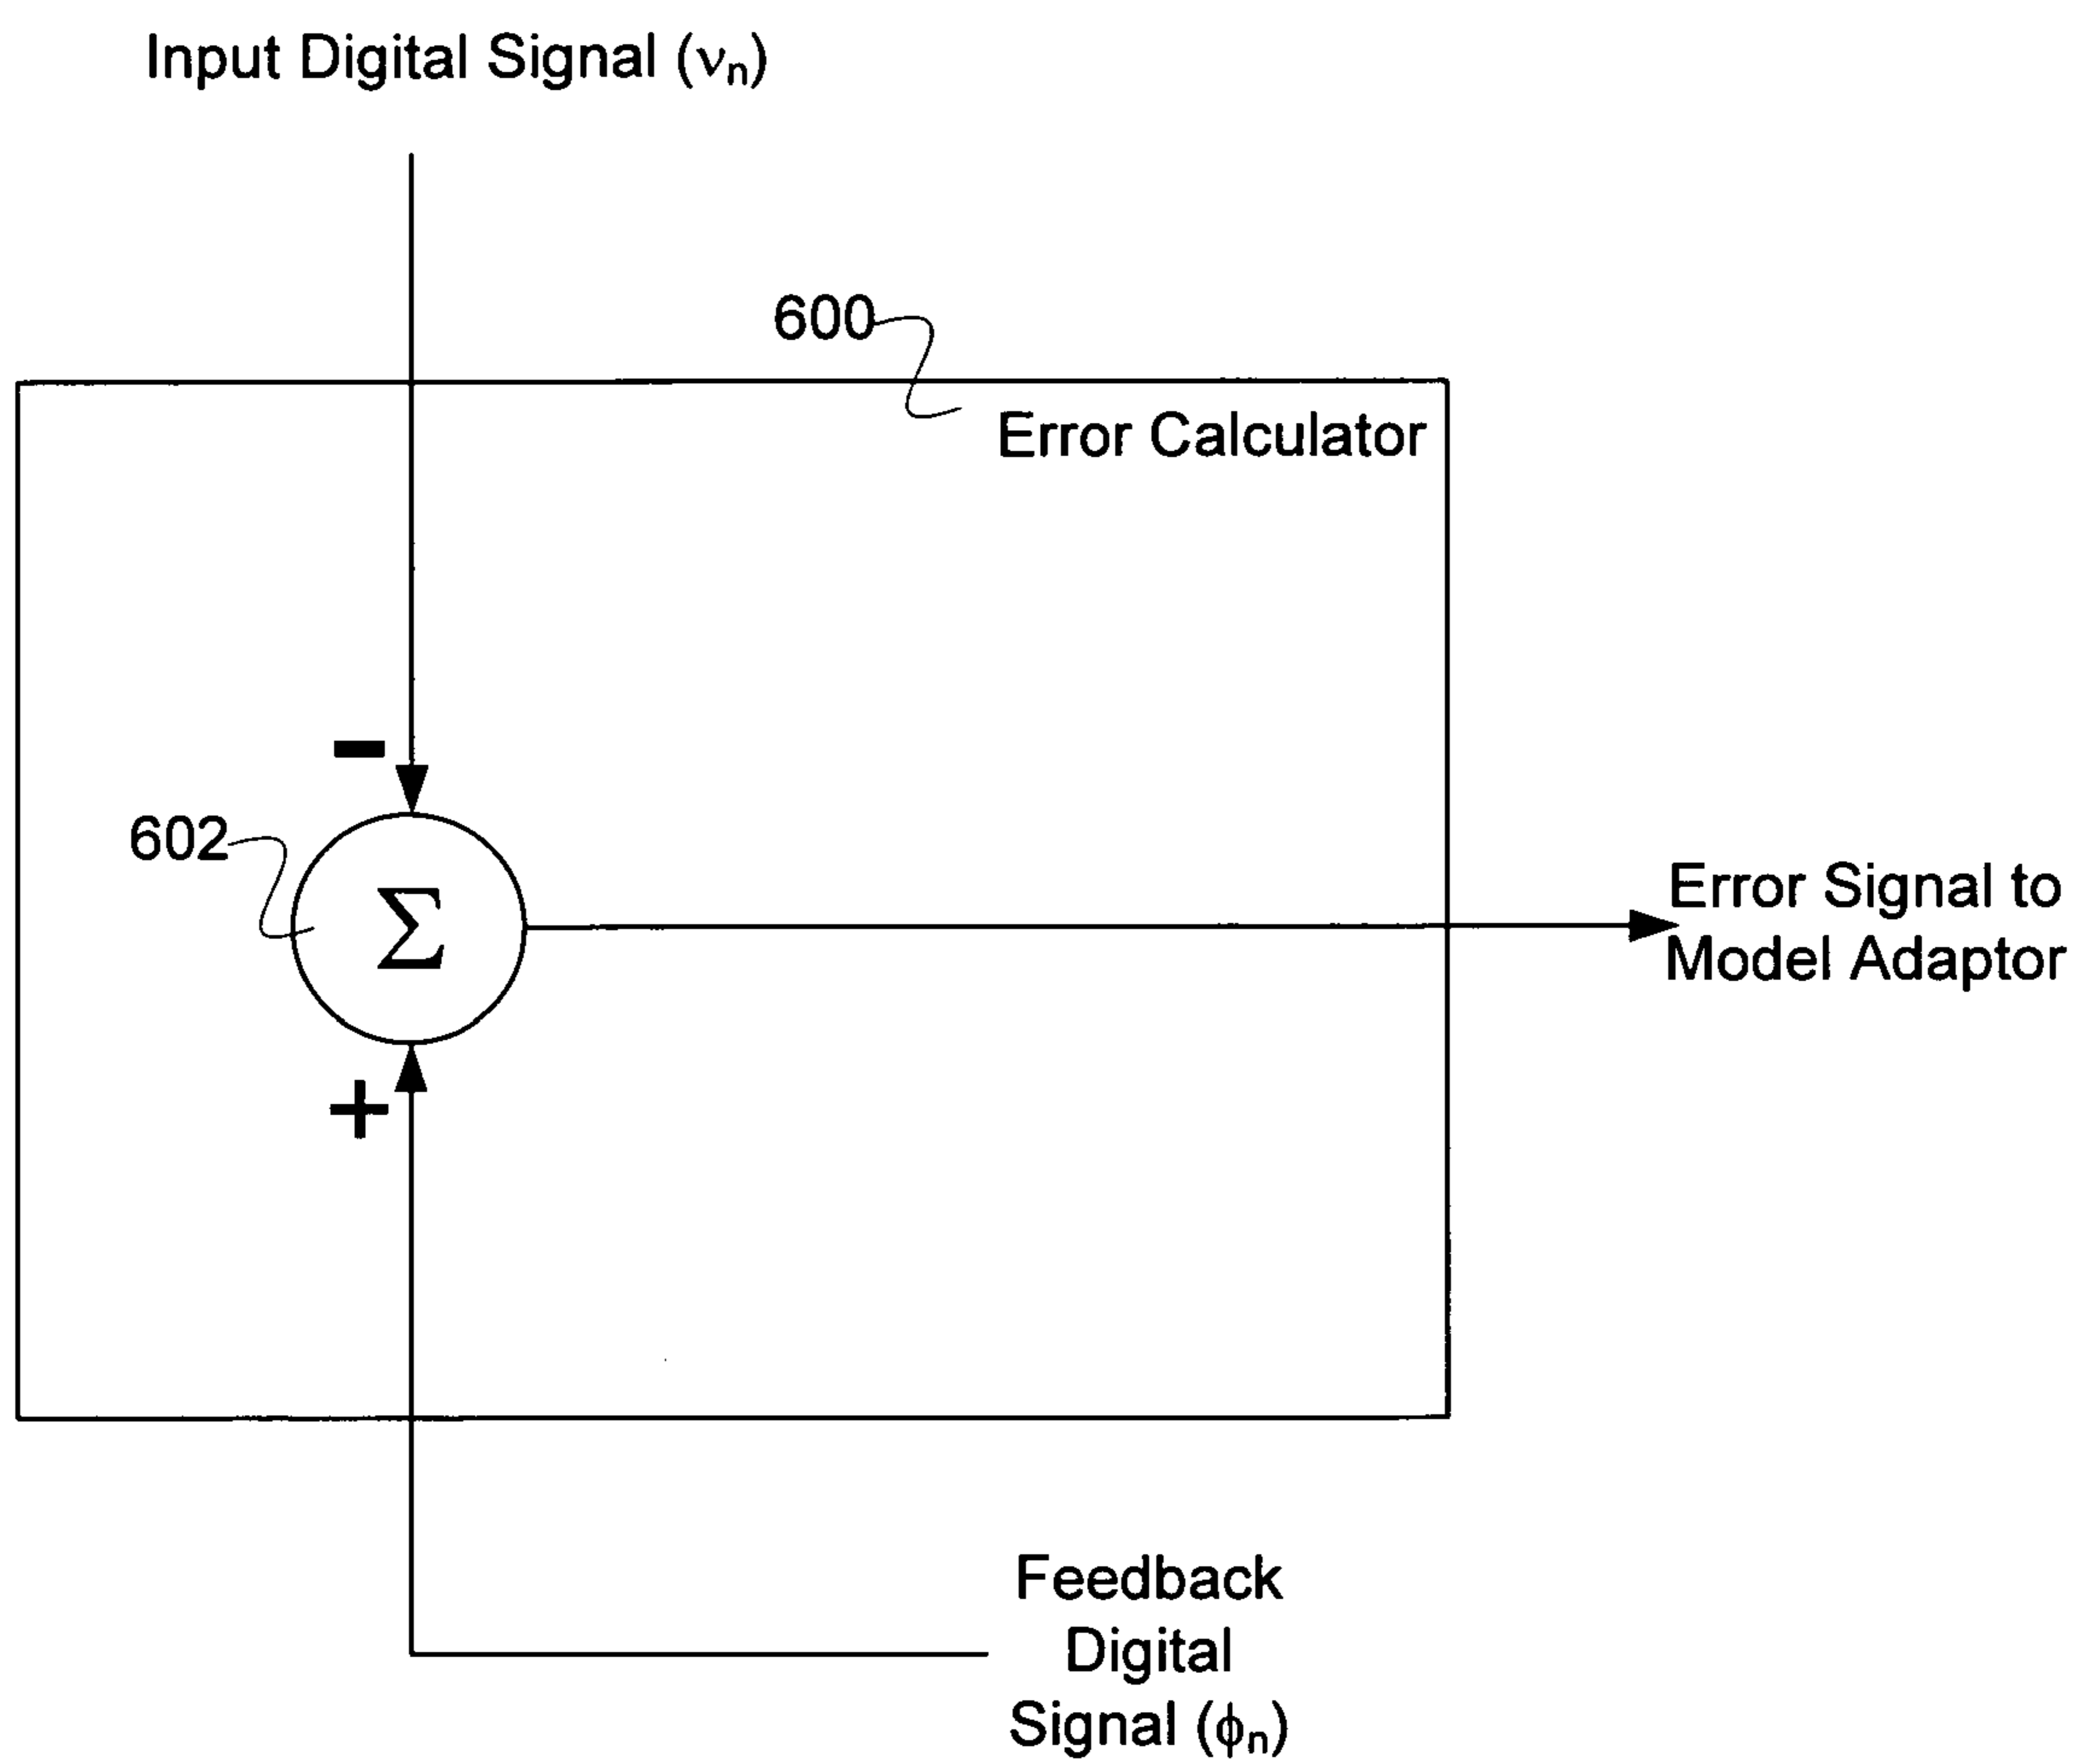 Input Digital Signal (νn)
600
Error Calculator
−
602
Σ
Error Signal to
Model Adaptor
+
Feedback
Digital
Signal (ϕn)